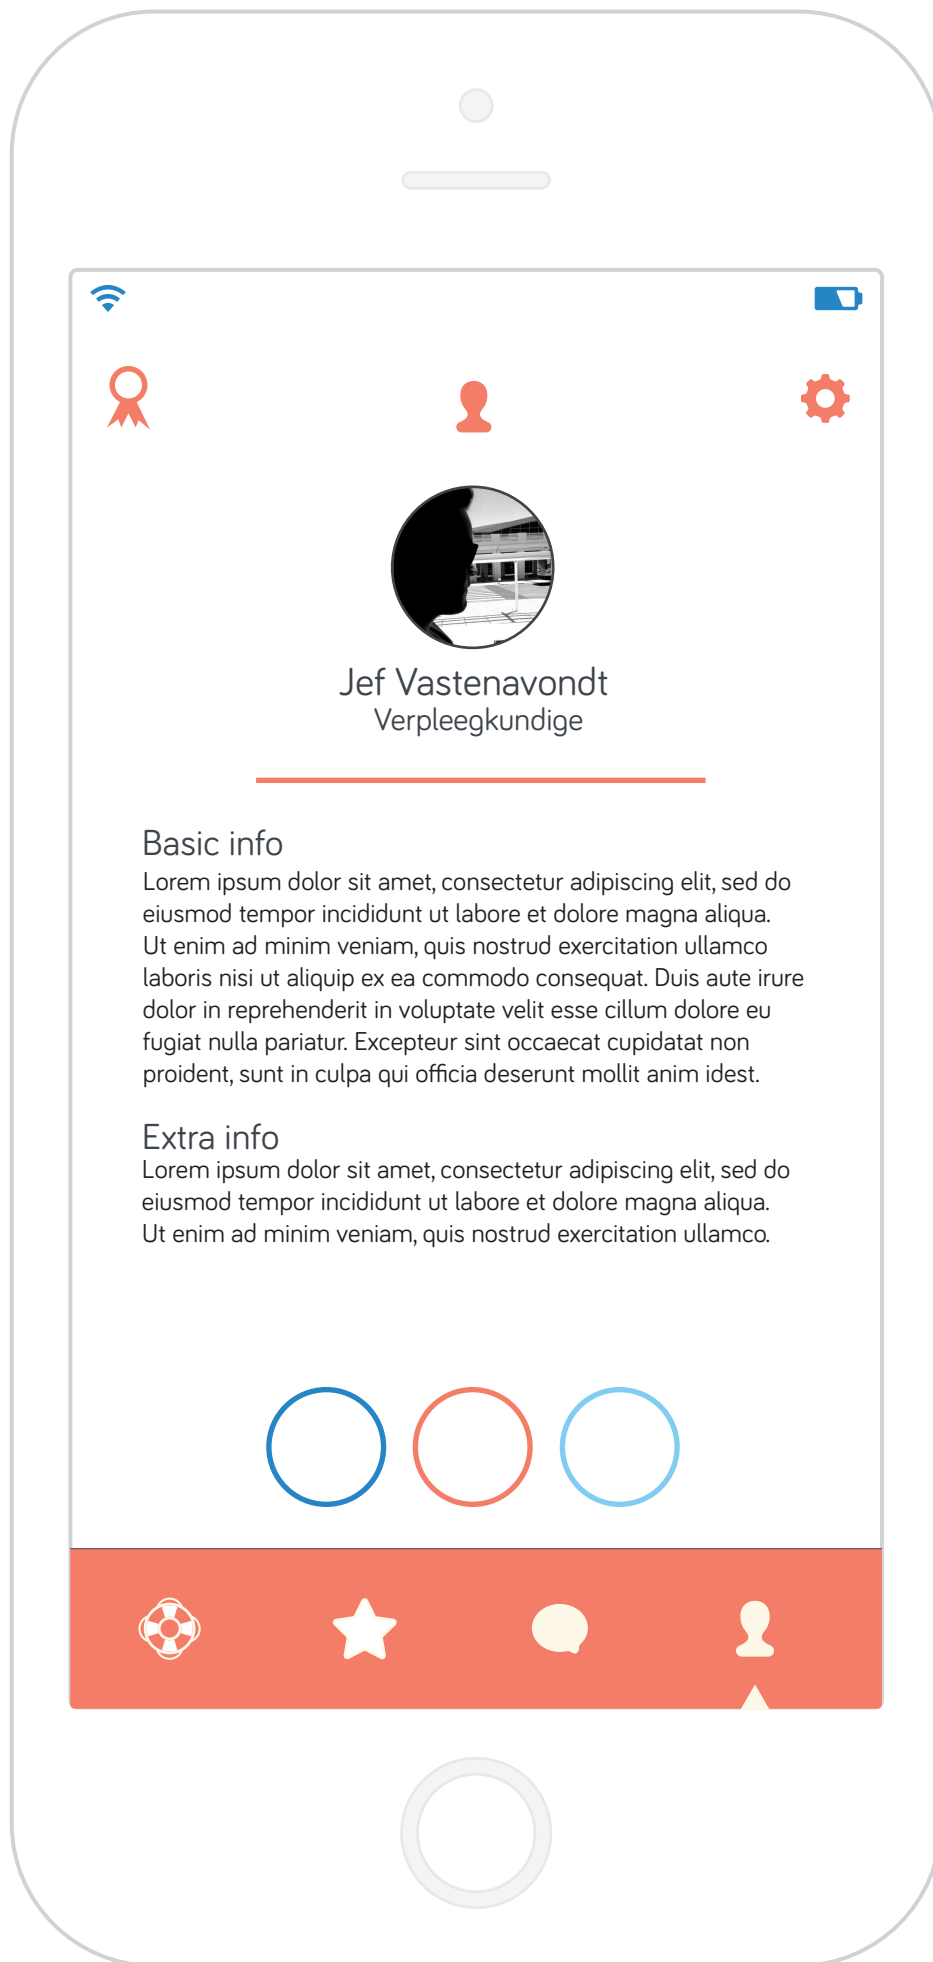 Jef Vastenavondt
Verpleegkundige
Basic info
Lorem ipsum dolor sit amet, consectetur adipiscing elit, sed do
eiusmod tempor incididunt ut labore et dolore magna aliqua.
Ut enim ad minim veniam, quis nostrud exercitation ullamco
laboris nisi ut aliquip ex ea commodo consequat. Duis aute irure
dolor in reprehenderit in voluptate velit esse cillum dolore eu
fugiat nulla pariatur. Excepteur sint occaecat cupidatat non
proident, sunt in culpa qui officia deserunt mollit anim idest.
Extra info
Lorem ipsum dolor sit amet, consectetur adipiscing elit, sed do
eiusmod tempor incididunt ut labore et dolore magna aliqua.
Ut enim ad minim veniam, quis nostrud exercitation ullamco.